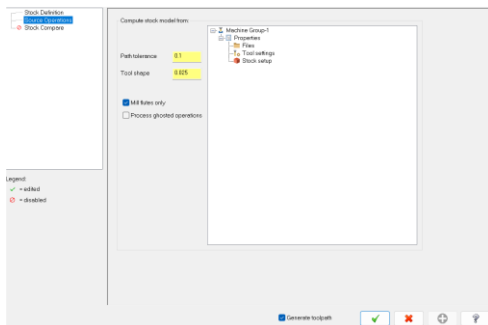 Stock Definition
Source Operations
Stock Compare
Legend:
= edited
= disabled
Compute stock model from:
Path tolerance 0.1
Tool shape 0.025
Mill flutes only
Process ghosted operations
Machine Group-1
Properties
Files
Tool settings
Stock setup
Generate toolpath